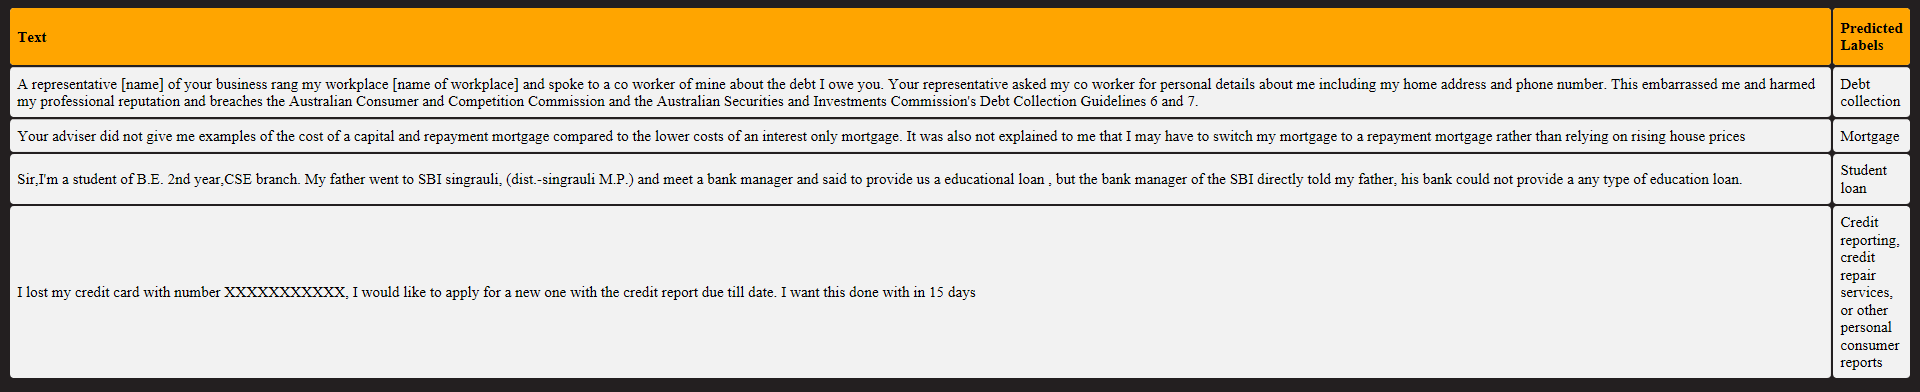 Text
Predicted
Labels
A representative [name] of your business rang my workplace [name of workplace] and spoke to a co worker of mine about the debt I owe you. Your representative asked my co worker for personal details about me including my home address and phone number. This embarrassed me and harmed
my professional reputation and breaches the Australian Consumer and Competition Commission and the Australian Securities and Investments Commission's Debt Collection Guidelines 6 and 7.
Debt
collection
Your adviser did not give me examples of the cost of a capital and repayment mortgage compared to the lower costs of an interest only mortgage. It was also not explained to me that I may have to switch my mortgage to a repayment mortgage rather than relying on rising house prices
Mortgage
Sir,I'm a student of B.E. 2nd year,CSE branch. My father went to SBI singrauli, (dist.-singrauli M.P.) and meet a bank manager and said to provide us a educational loan , but the bank manager of the SBI directly told my father, his bank could not provide a any type of education loan.
Student
loan
I lost my credit card with number XXXXXXXXXXX, I would like to apply for a new one with the credit report due till date. I want this done with in 15 days
Credit
reporting,
credit
repair
services,
or other
personal
consumer
reports